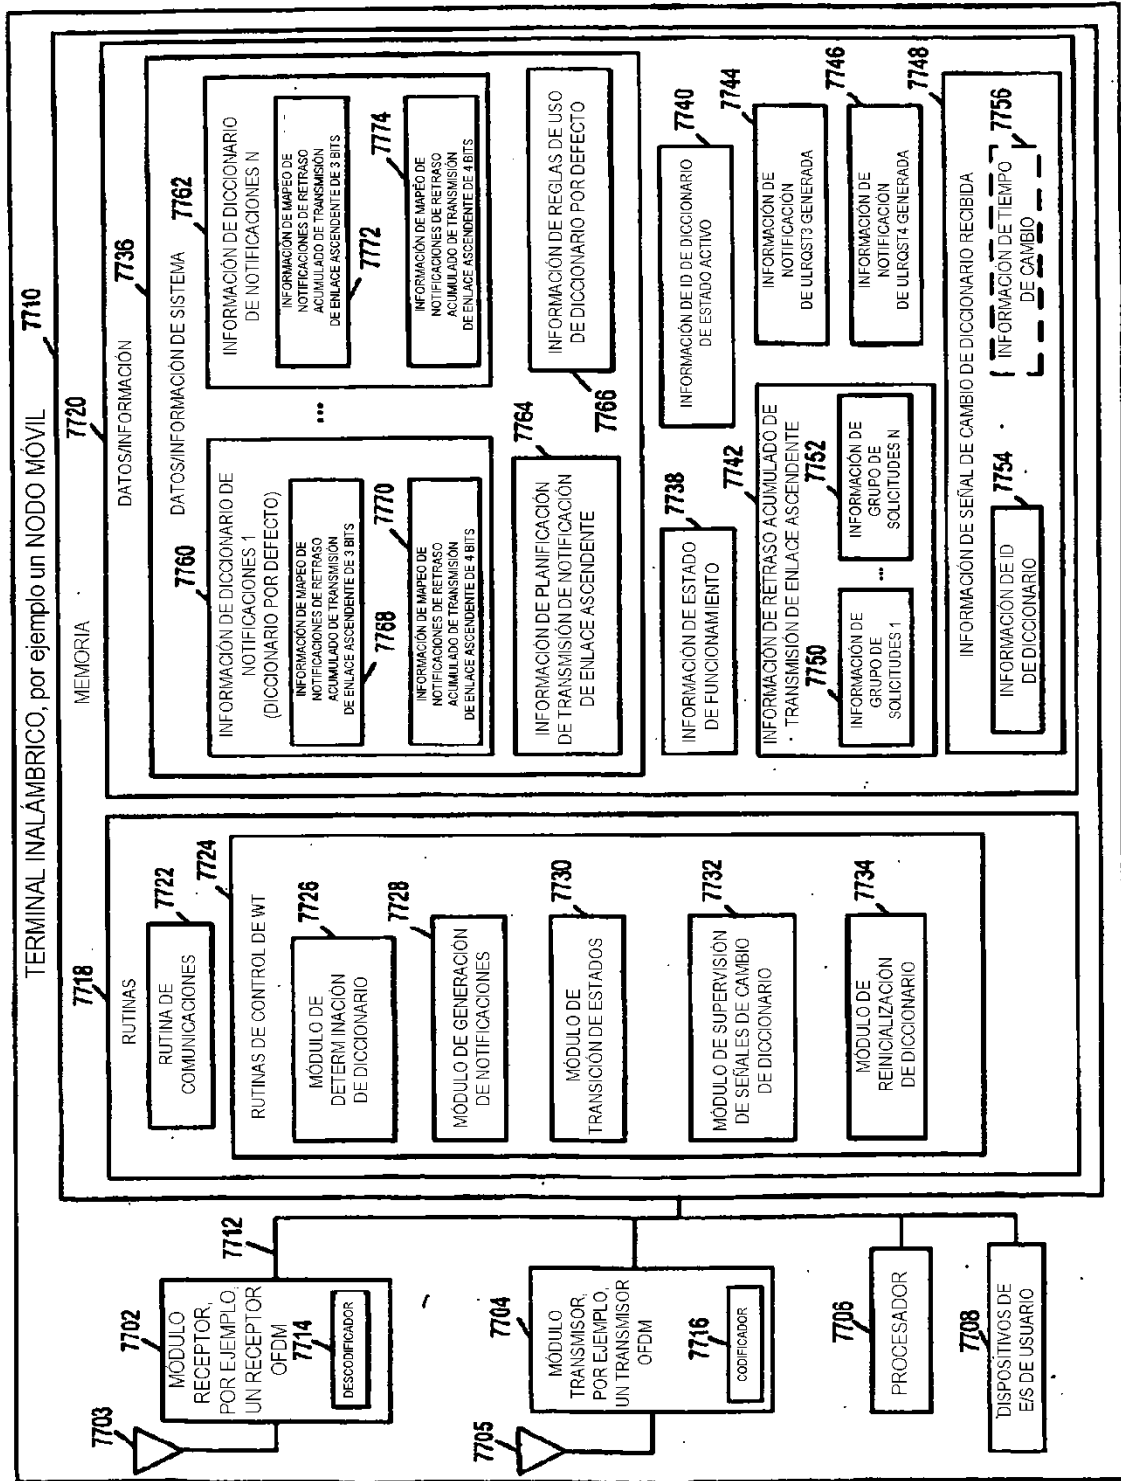 TERMINAL INALÁMBRICO, por ejemplo un NODO MÓVIL
7710
7703
7702
MÓDULO
RECEPTOR,
POR EJEMPLO,
UN RECEPTOR
OFDM
7714
DESCODIFICADOR
7712
7705
7704
MÓDULO
TRANSMISOR,
POR EJEMPLO,
UN TRANSMISOR
OFDM
7716
CODIFICADOR
7706
PROCESADOR
7708
DISPOSITIVOS DE
E/S DE USUARIO
MEMORIA
7718
RUTINAS
7722
RUTINA DE
COMUNICACIONES
7724
RUTINAS DE CONTROL DE WT
7726
MÓDULO DE
DETERMINACIÓN
DE DICCIONARIO
7728
MÓDULO DE GENERACIÓN
DE NOTIFICACIONES
7730
MÓDULO DE
TRANSICIÓN DE ESTADOS
7732
MÓDULO DE SUPERVISIÓN
DE SEÑALES DE CAMBIO
DE DICCIONARIO
7734
MÓDULO DE
REINICIALIZACIÓN
DE DICCIONARIO
7720
DATOS/INFORMACIÓN
7736
DATOS/INFORMACIÓN DE SISTEMA
7760
INFORMACIÓN DE DICCIONARIO DE
NOTIFICACIONES 1
(DICCIONARIO POR DEFECTO)
INFORMACIÓN DE MAPEO DE
NOTIFICACIONES DE RETRASO
ACUMULADO DE TRANSMISIÓN
DE ENLACE ASCENDENTE DE 3 BITS
7768
7770
INFORMACIÓN DE MAPEO DE
NOTIFICACIONES DE RETRASO
ACUMULADO DE TRANSMISIÓN
DE ENLACE ASCENDENTE DE 4 BITS
...
7762
INFORMACIÓN DE DICCIONARIO
DE NOTIFICACIONES N
INFORMACIÓN DE MAPEO DE
NOTIFICACIONES DE RETRASO
ACUMULADO DE TRANSMISIÓN
DE ENLACE ASCENDENTE DE 3 BITS
7772
7774
INFORMACIÓN DE MAPEO DE
NOTIFICACIONES DE RETRASO
ACUMULADO DE TRANSMISIÓN
DE ENLACE ASCENDENTE DE 4 BITS
7764
INFORMACIÓN DE PLANIFICACIÓN
DE TRANSMISIÓN DE NOTIFICACIÓN
DE ENLACE ASCENDENTE
7766
INFORMACIÓN DE REGLAS DE USO
DE DICCIONARIO POR DEFECTO
7738
INFORMACIÓN DE ESTADO
DE FUNCIONAMIENTO
7740
INFORMACIÓN DE ID DE DICCIONARIO
DE ESTADO ACTIVO
7742
INFORMACIÓN DE RETRASO ACUMULADO DE
TRANSMISIÓN DE ENLACE ASCENDENTE
7750
INFORMACIÓN DE
GRUPO DE
SOLICITUDES 1
...
7752
INFORMACIÓN DE
GRUPO DE
SOLICITUDES N
7744
INFORMACIÓN DE
NOTIFICACIÓN
DE ULRQST3 GENERADA
7746
INFORMACIÓN DE
NOTIFICACIÓN
DE ULRQST4 GENERADA
7748
INFORMACIÓN DE SEÑAL DE CAMBIO DE DICCIONARIO RECIBIDA
7754
INFORMACIÓN DE ID
DE DICCIONARIO
7756
INFORMACIÓN DE TIEMPO
DE CAMBIO